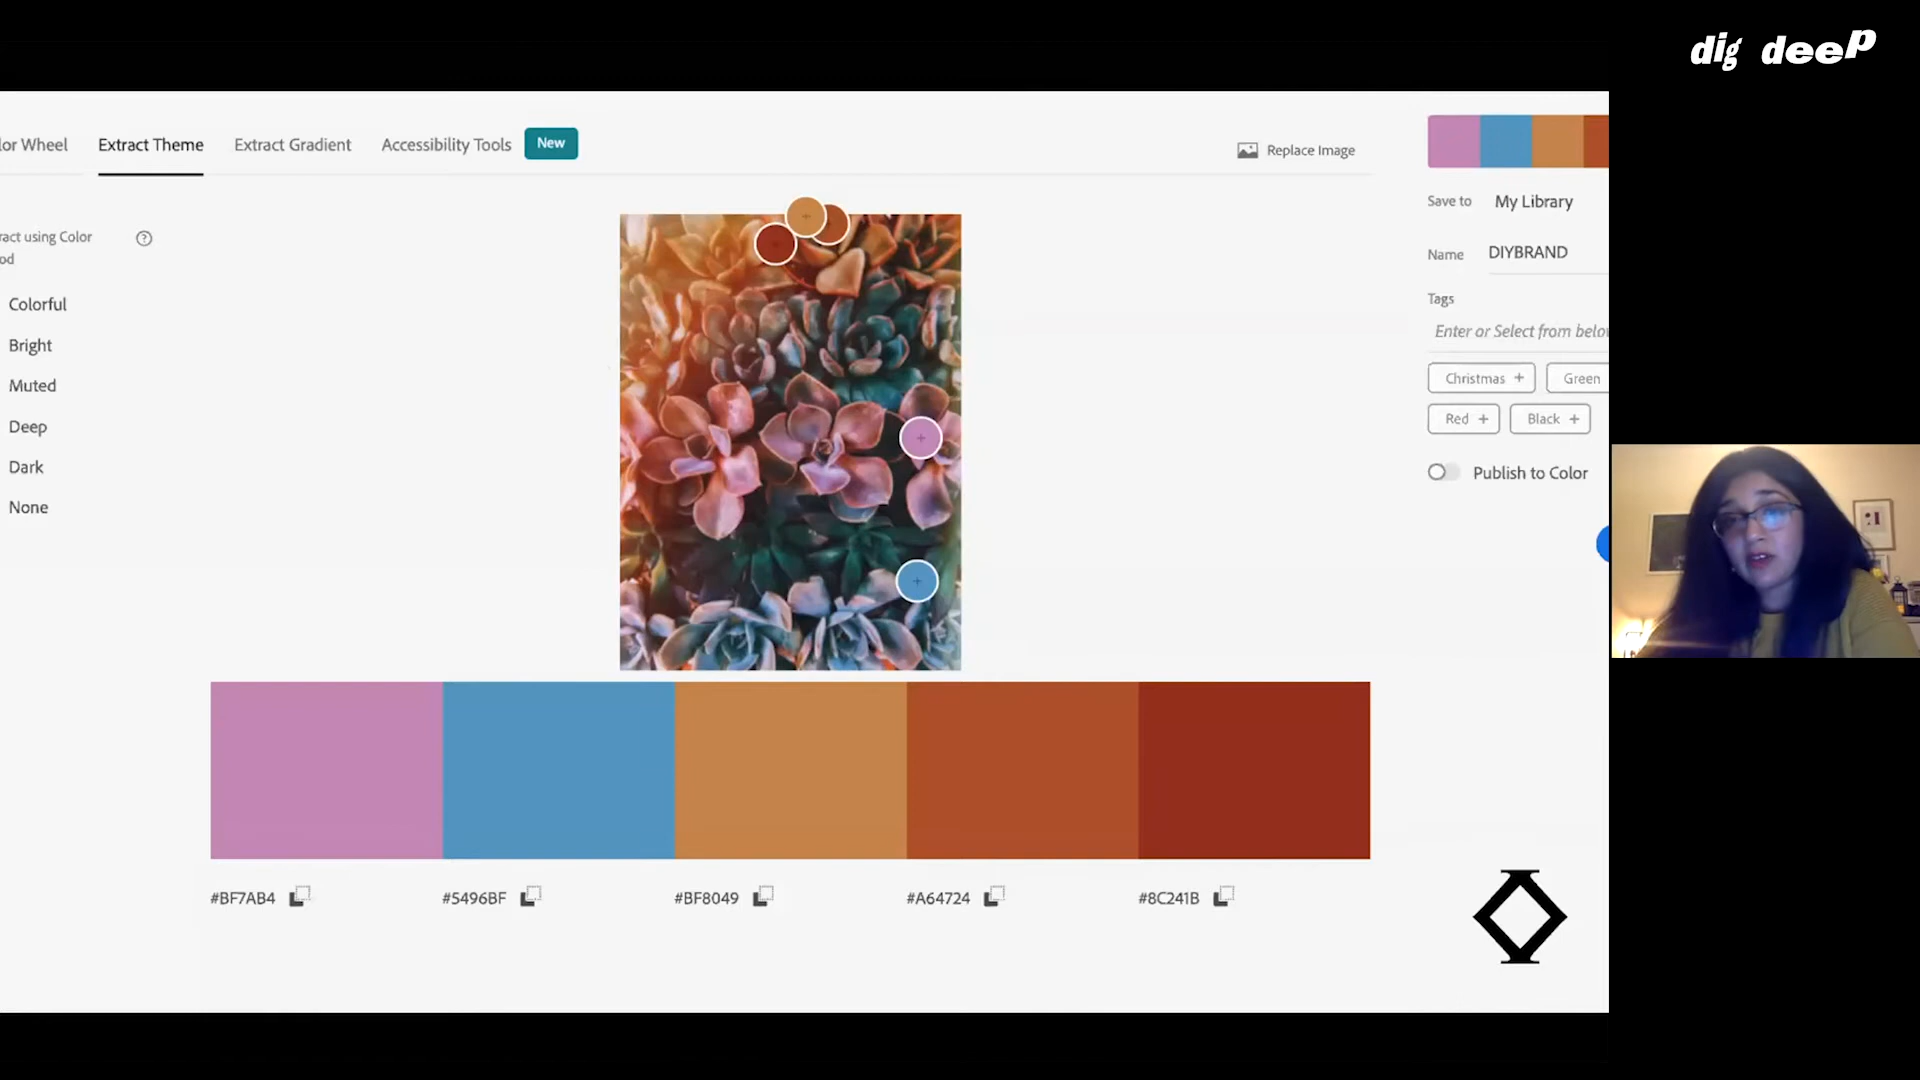 dig deep
lor Wheel
Extract Theme
Extract Gradient
Accessibility Tools
New
Replace Image
Save to
My Library
Name
DIYBRAND
Tags
Enter or Select from belo
Christmas +
Green
Red +
Black +
Publish to Color
ract using Color
od
?
Colorful
Bright
Muted
Deep
Dark
None
#BF7AB4
#5496BF
#BF8049
#A64724
#8C241B